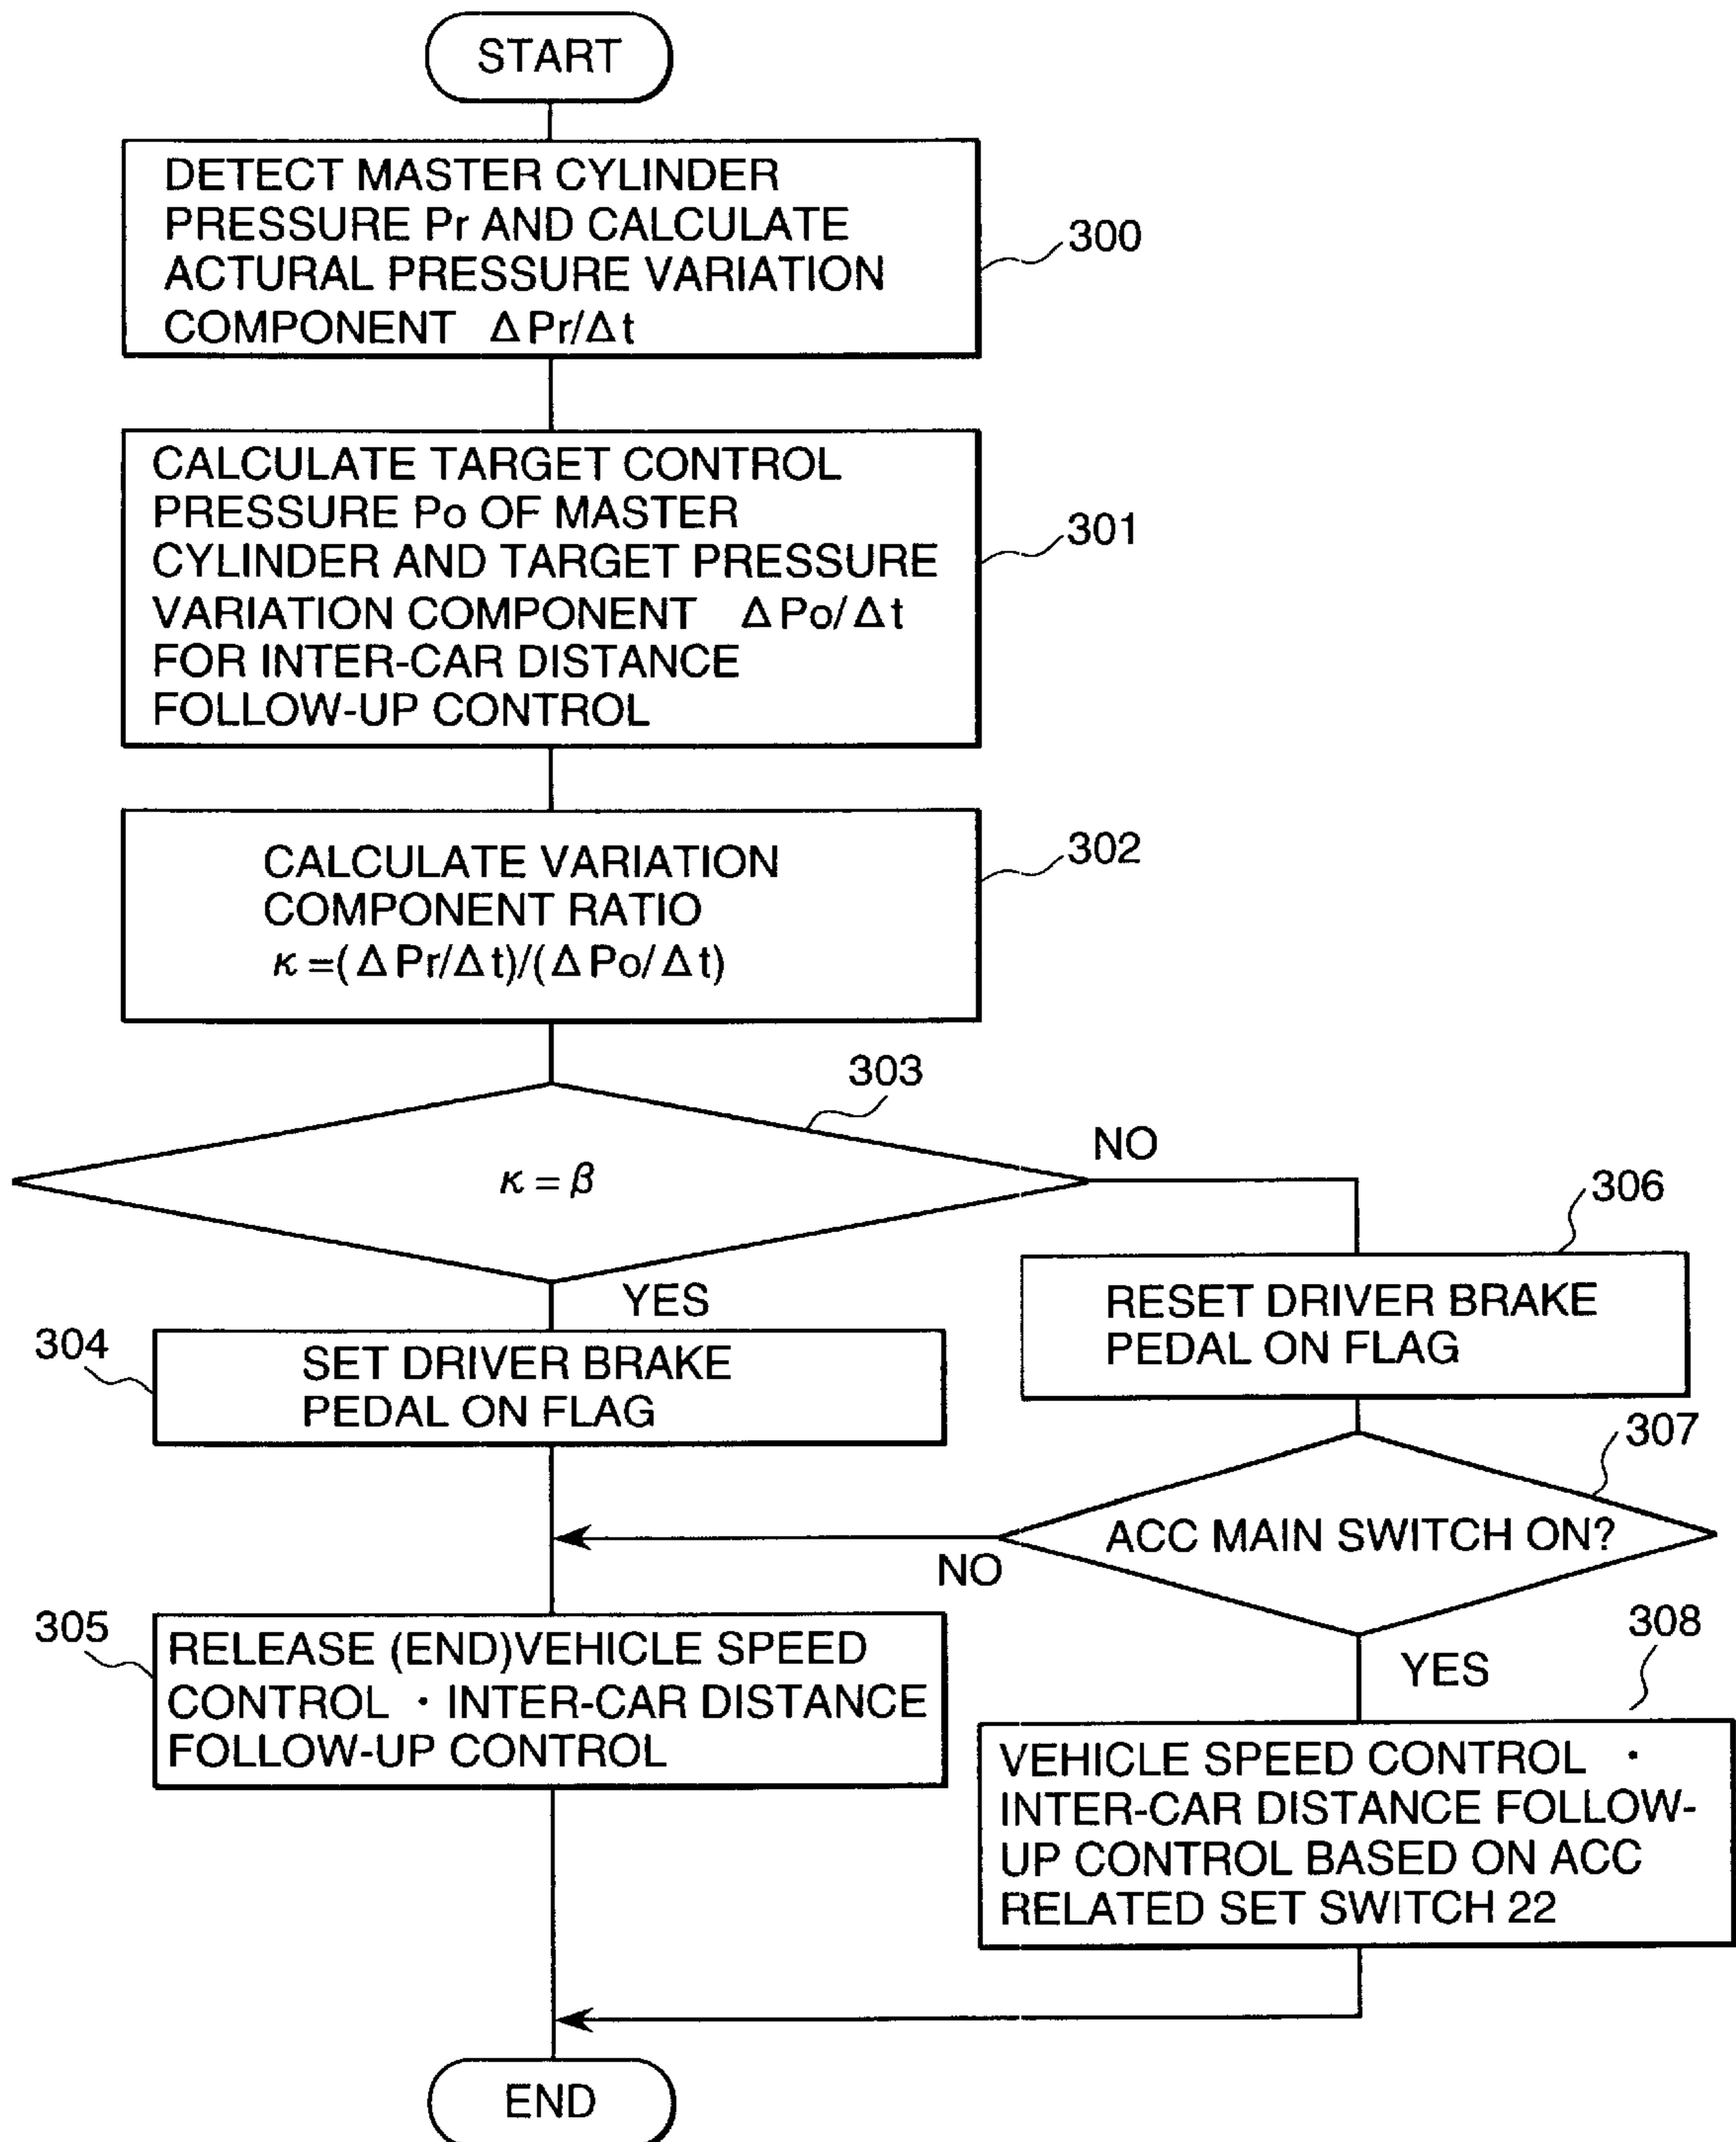 START
DETECT MASTER CYLINDER
PRESSURE Pr AND CALCULATE
ACTURAL PRESSURE VARIATION
COMPONENT ΔPr/Δt
300
CALCULATE TARGET CONTROL
PRESSURE Po OF MASTER
CYLINDER AND TARGET PRESSURE
VARIATION COMPONENT ΔPo/Δt
FOR INTER-CAR DISTANCE
FOLLOW-UP CONTROL
301
CALCULATE VARIATION
COMPONENT RATIO
κ=(ΔPr/Δt)/(ΔPo/Δt)
302
303
κ = β
NO
YES
304
SET DRIVER BRAKE
PEDAL ON FLAG
306
RESET DRIVER BRAKE
PEDAL ON FLAG
307
ACC MAIN SWITCH ON?
NO
YES
305
RELEASE (END)VEHICLE SPEED
CONTROL · INTER-CAR DISTANCE
FOLLOW-UP CONTROL
308
VEHICLE SPEED CONTROL ·
INTER-CAR DISTANCE FOLLOW-
UP CONTROL BASED ON ACC
RELATED SET SWITCH 22
END